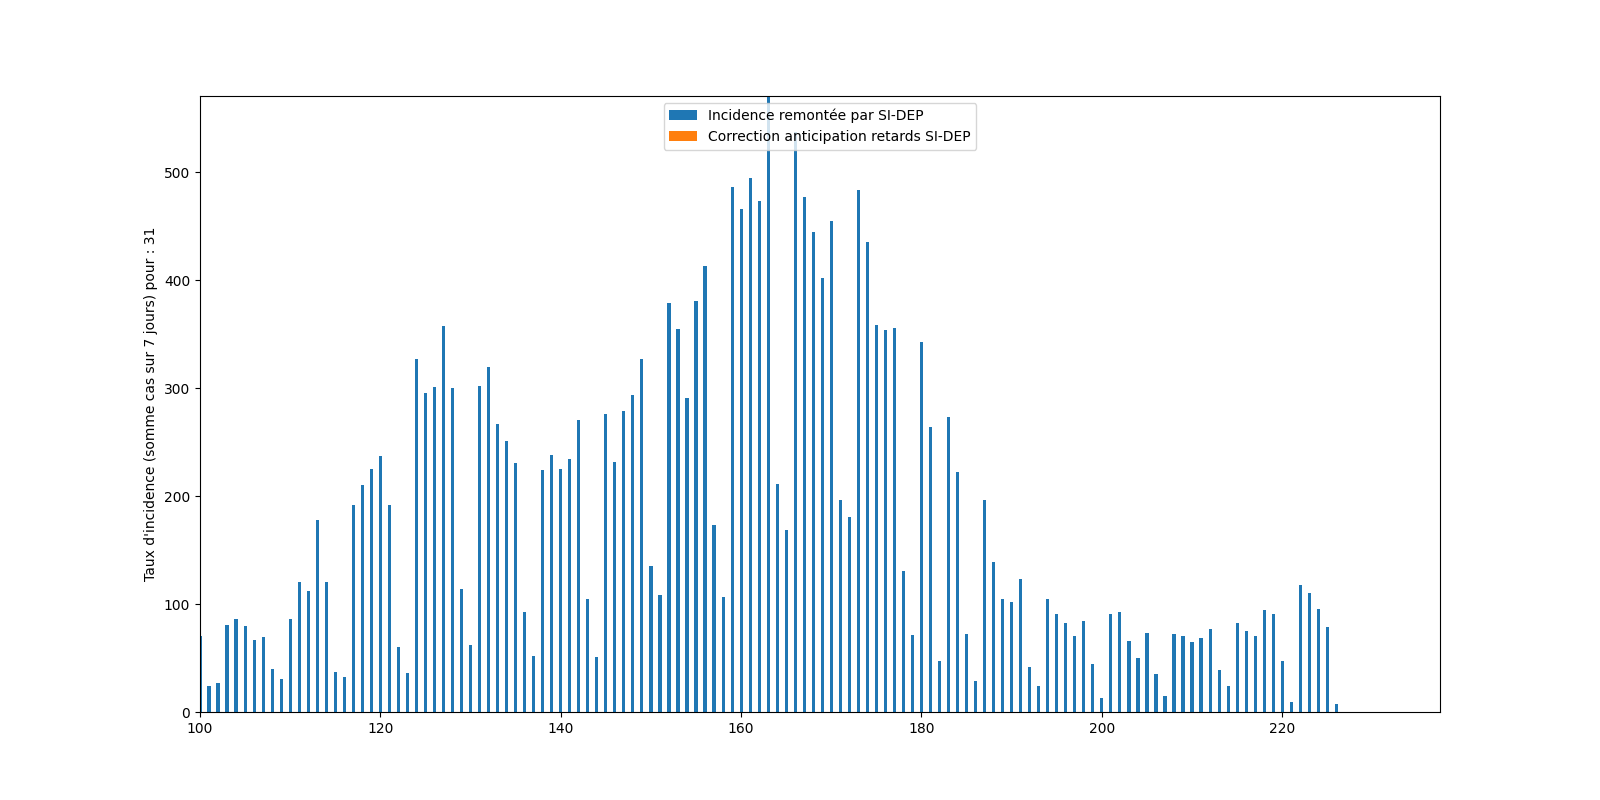 Incidence remontée par SI-DEP
Correction anticipation retards SI-DEP
Taux d'incidence (somme cas sur 7 jours) pour : 31
500
400
300
200
100
0
100 120 140 160 180 200 220